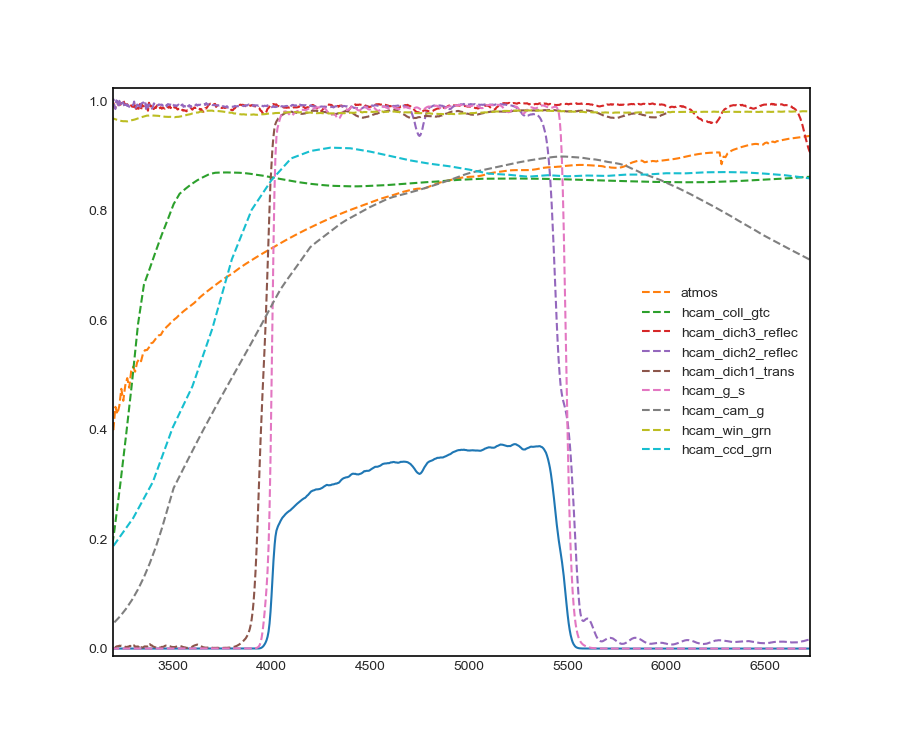 1.0
0.8
0.6
0.4
0.2
0.0
3500 4000 4500 5000 5500 6000 6500
atmos
hcam_coll_gtc
hcam_dich3_reflec
hcam_dich2_reflec
hcam_dich1_trans
hcam_g_s
hcam_cam_g
hcam_win_grn
hcam_ccd_grn